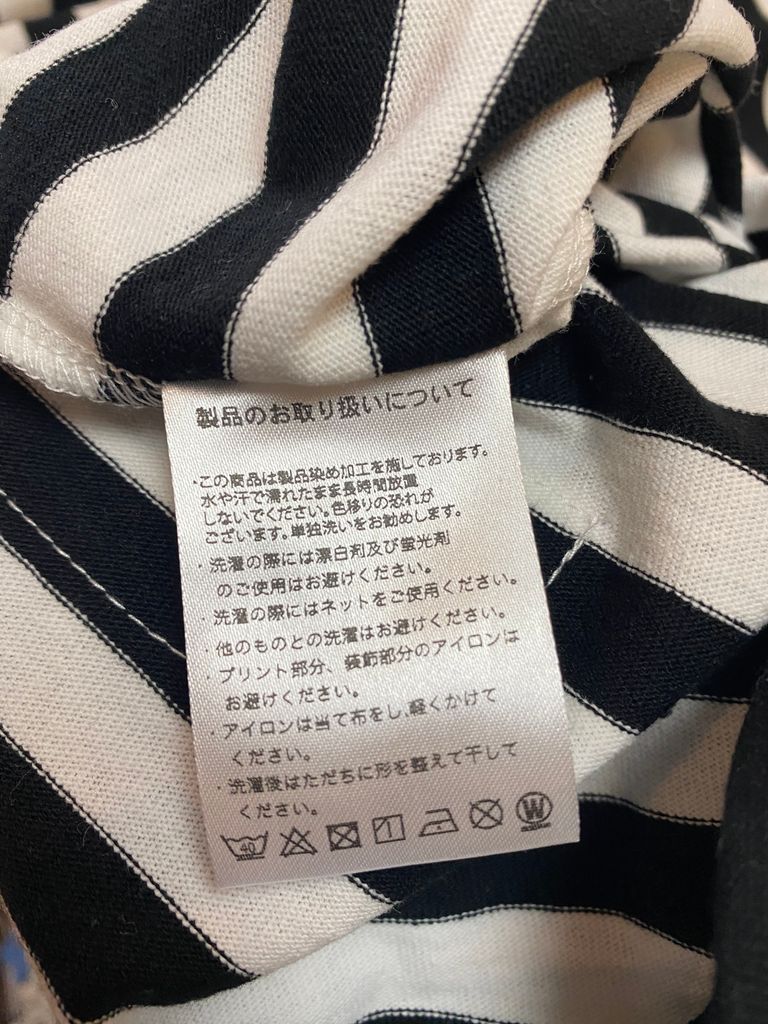 製品のお取り扱いについて
・この商品は製品染め加工を施しております。
水や汗で濡れたまま長時間放置
しないでください。色移りの恐れが
ございます。単独洗いをお勧めします。
・洗濯の際には漂白剤及び蛍光剤
のご使用はお避けください。
・洗濯の際にはネットをご使用ください。
・他のものとの洗濯はお避けください。
・プリント部分、装飾部分のアイロンは
お避けください。
・アイロンは当て布をし、軽くかけて
ください。
・洗濯後はただちに形を整えて干して
ください。
40 W